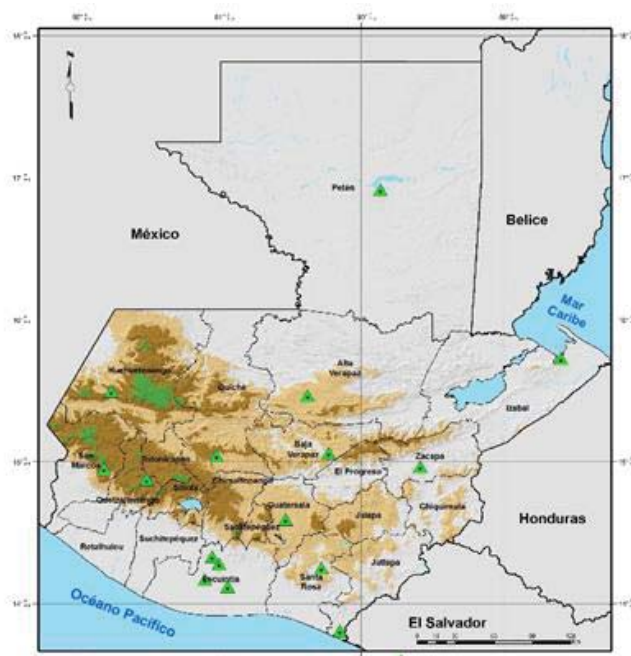 N
Petén
México
Belice
Mar
Caribe
Huehuetenango
Quiché
Alta
Verapaz
Izabal
Baja
Verapaz
San
Marcos
Totonicapán
Zacapa
El Progreso
Sololá
Chimaltenango
Quetzaltenango
Guatemala
Chiquimula
Jalapa
Sacatepéquez
Honduras
Suchitepéquez
Retalhuleu
Jutiapa
Escuintla
Santa
Rosa
Océano Pacífico
El Salvador